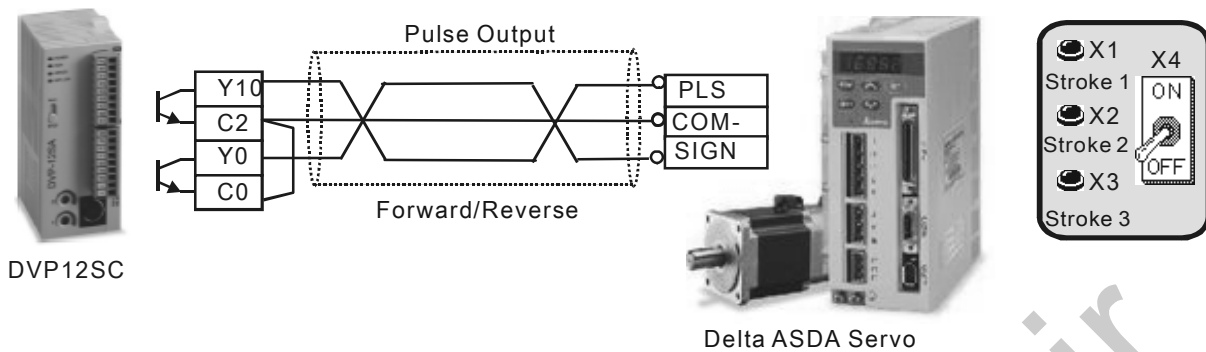 Pulse Output
Y10
C2
Y0
C0
PLS
COM-
SIGN
Forward/Reverse
DVP12SC
Delta ASDA Servo
X1
Stroke 1
X2
Stroke 2
X3
Stroke 3
X4
ON
OFF